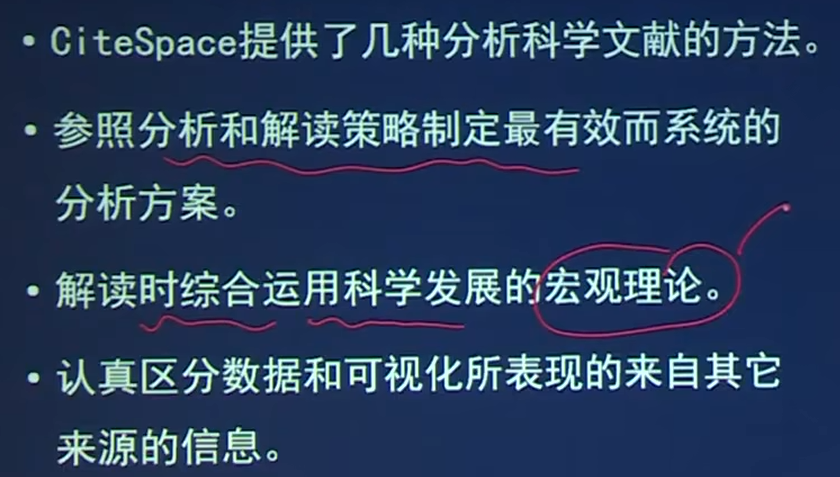 • CiteSpace提供了几种分析科学文献的方法。
• 参照分析和解读策略制定最有效而系统的
分析方案。
• 解读时综合运用科学发展的宏观理论。
• 认真区分数据和可视化所表现的来自其它
来源的信息。